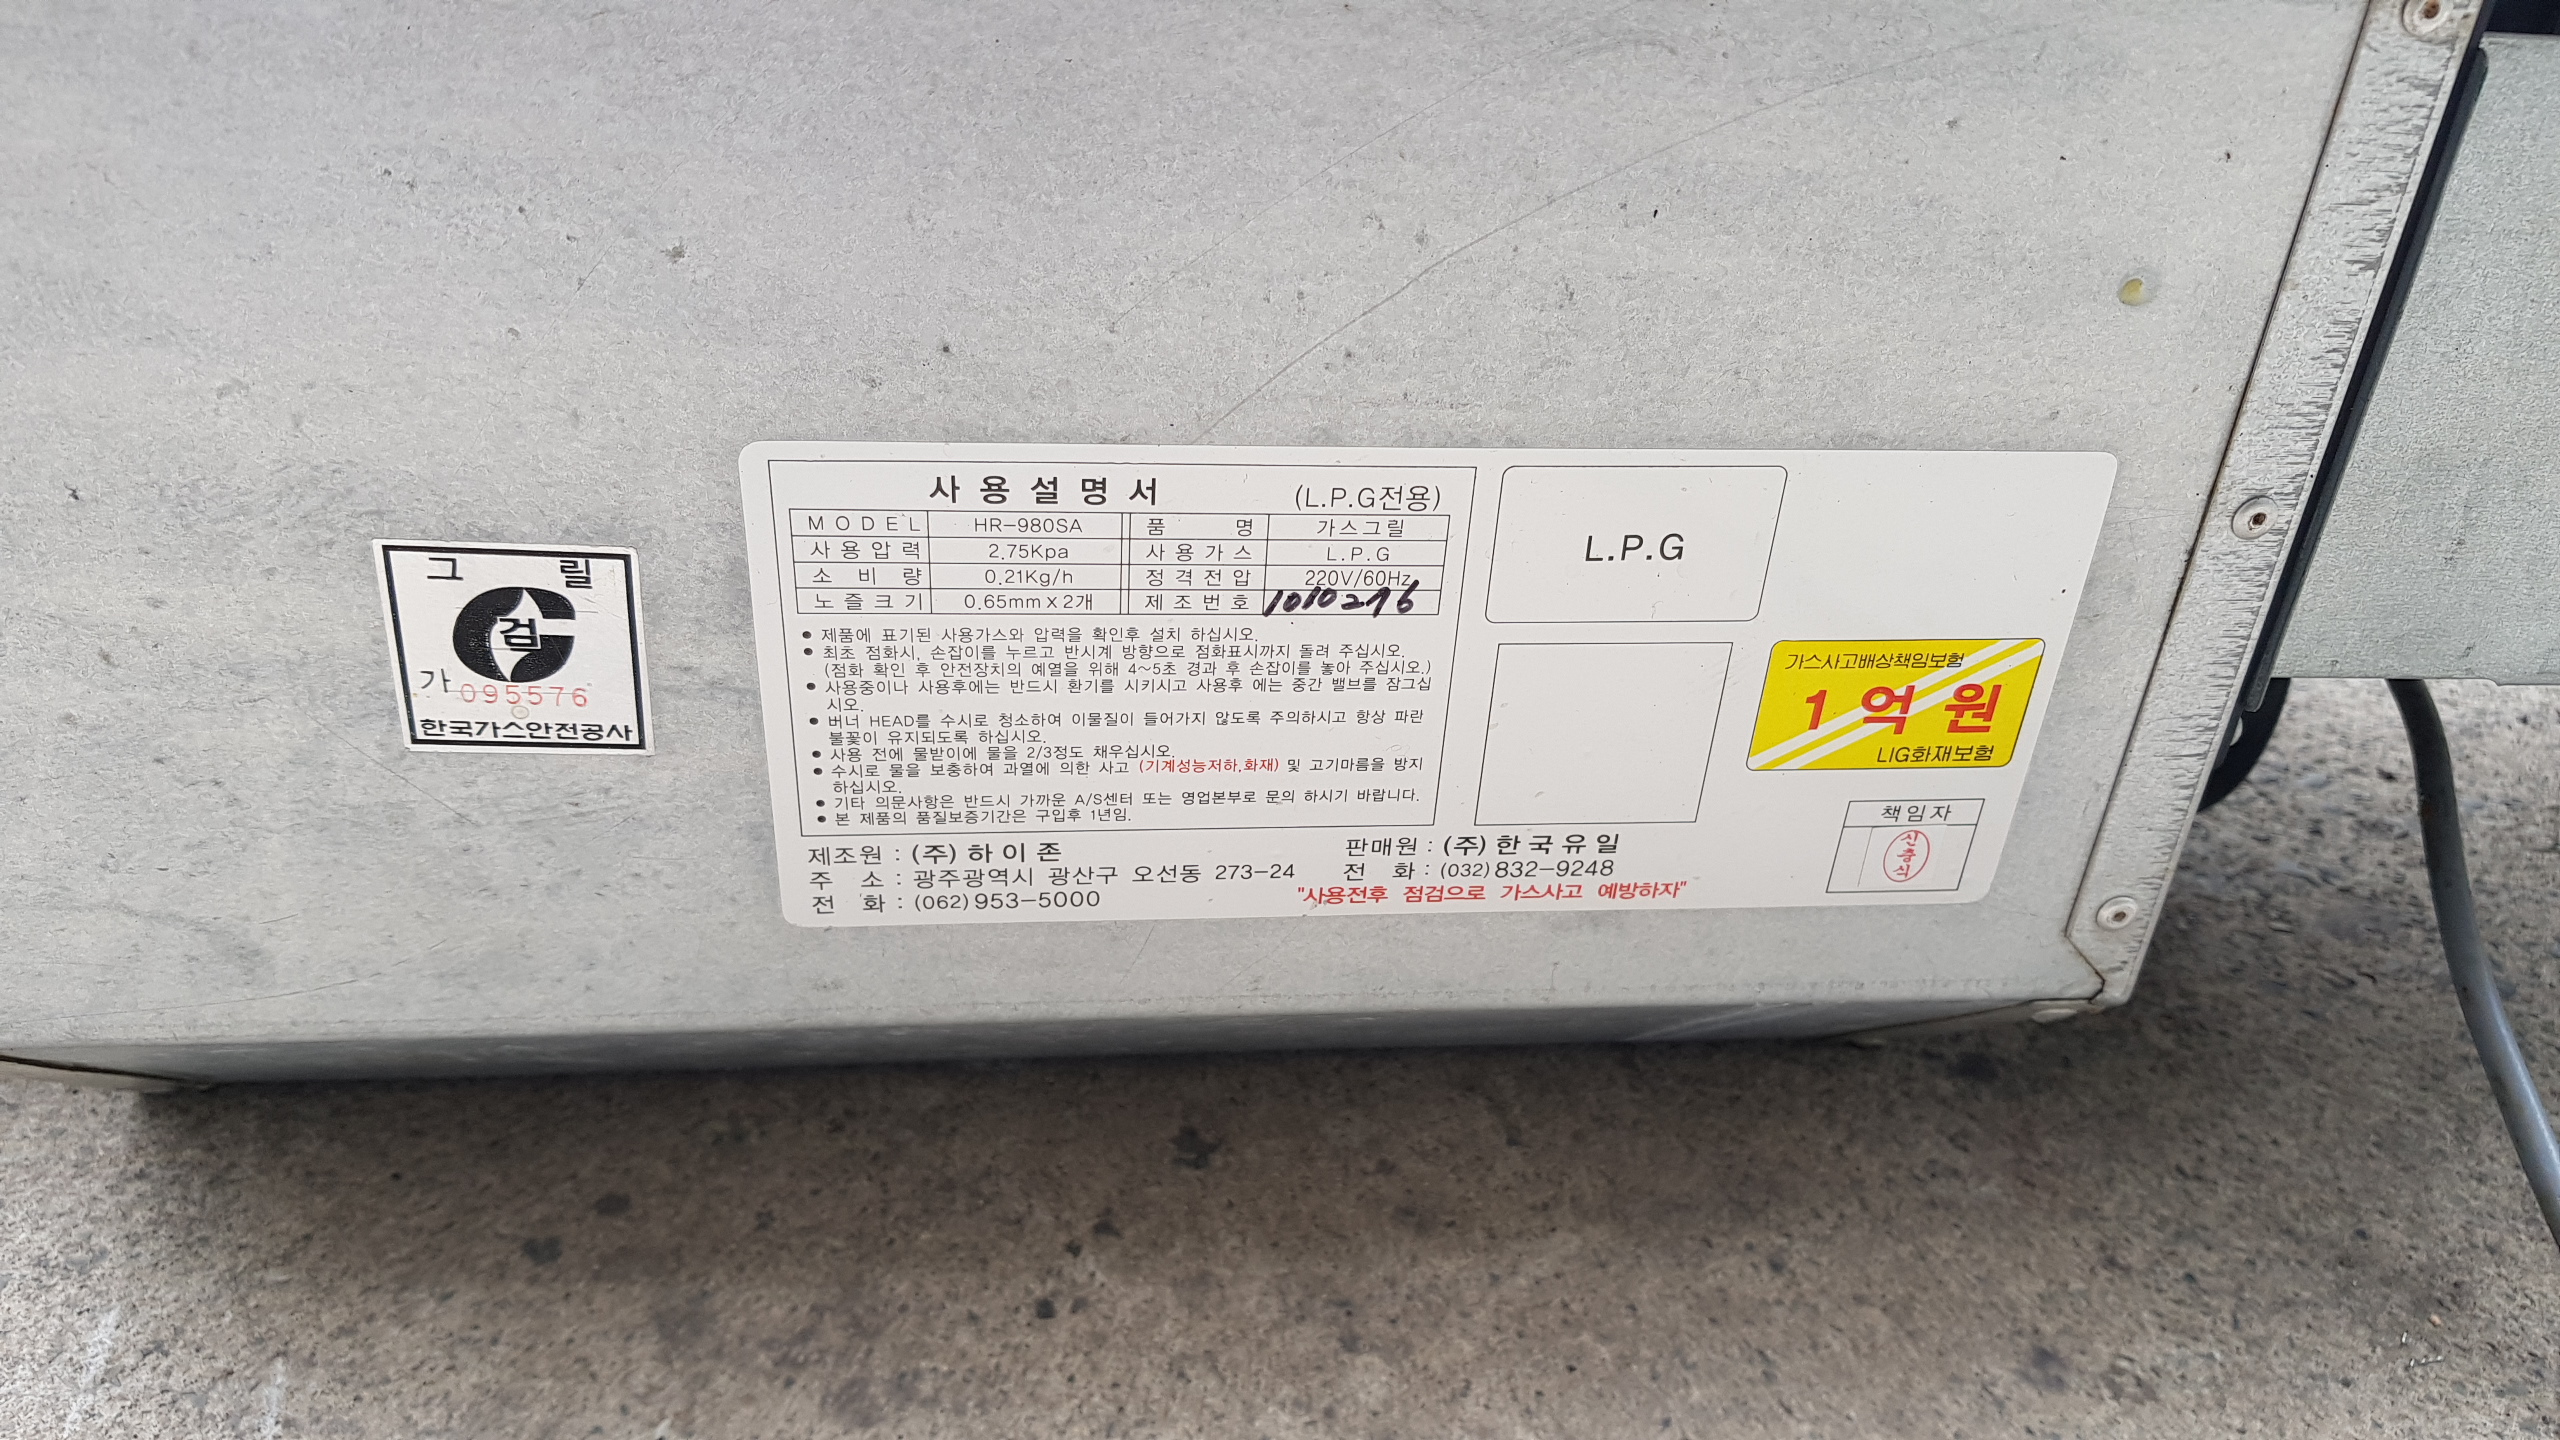 그 릴
검
가 095576
한국가스안전공사
사 용 설 명 서 (L.P.G전용)
MODEL HR-980SA 품 명 가스그릴
사용압력 2.75Kpa 사용가스 L.P.G
소 비 량 0.21Kg/h 정격전압 220V/60Hz
노즐크기 0.65mm X 2개 제조번호 1010276
● 제품에 표기된 사용가스와 압력을 확인후 설치 하십시오.
● 최초 점화시, 손잡이를 누르고 반시계 방향으로 점화표시까지 돌려 주십시오.
(점화 확인 후 안전장치의 예열을 위해 4~5초 경과 후 손잡이를 놓아 주십시오.)
● 사용중이나 사용후에는 반드시 환기를 시키시고 사용후 에는 중간 밸브를 잠그십
시오.
● 버너 HEAD를 수시로 청소하여 이물질이 들어가지 않도록 주의하시고 항상 파란
불꽃이 유지되도록 하십시오.
● 사용 전에 물받이에 물을 2/3정도 채우십시오.
● 수시로 물을 보충하여 과열에 의한 사고 (기계성능저하,화재) 및 고기마름을 방지
하십시오.
● 기타 의문사항은 반드시 가까운 A/S센터 또는 영업본부로 문의 하시기 바랍니다.
● 본 제품의 품질보증기간은 구입후 1년임.
제조원 : (주) 하 이 존
주 소 : 광주광역시 광산구 오선동 273-24
전 화 : (062) 953-5000
판매원 : (주) 한 국 유 일
전 화 : (032) 832-9248
"사용전후 점검으로 가스사고 예방하자"
L.P.G
가스사고배상책임보험
1 억 원
LIG화재보험
책임자
신충식